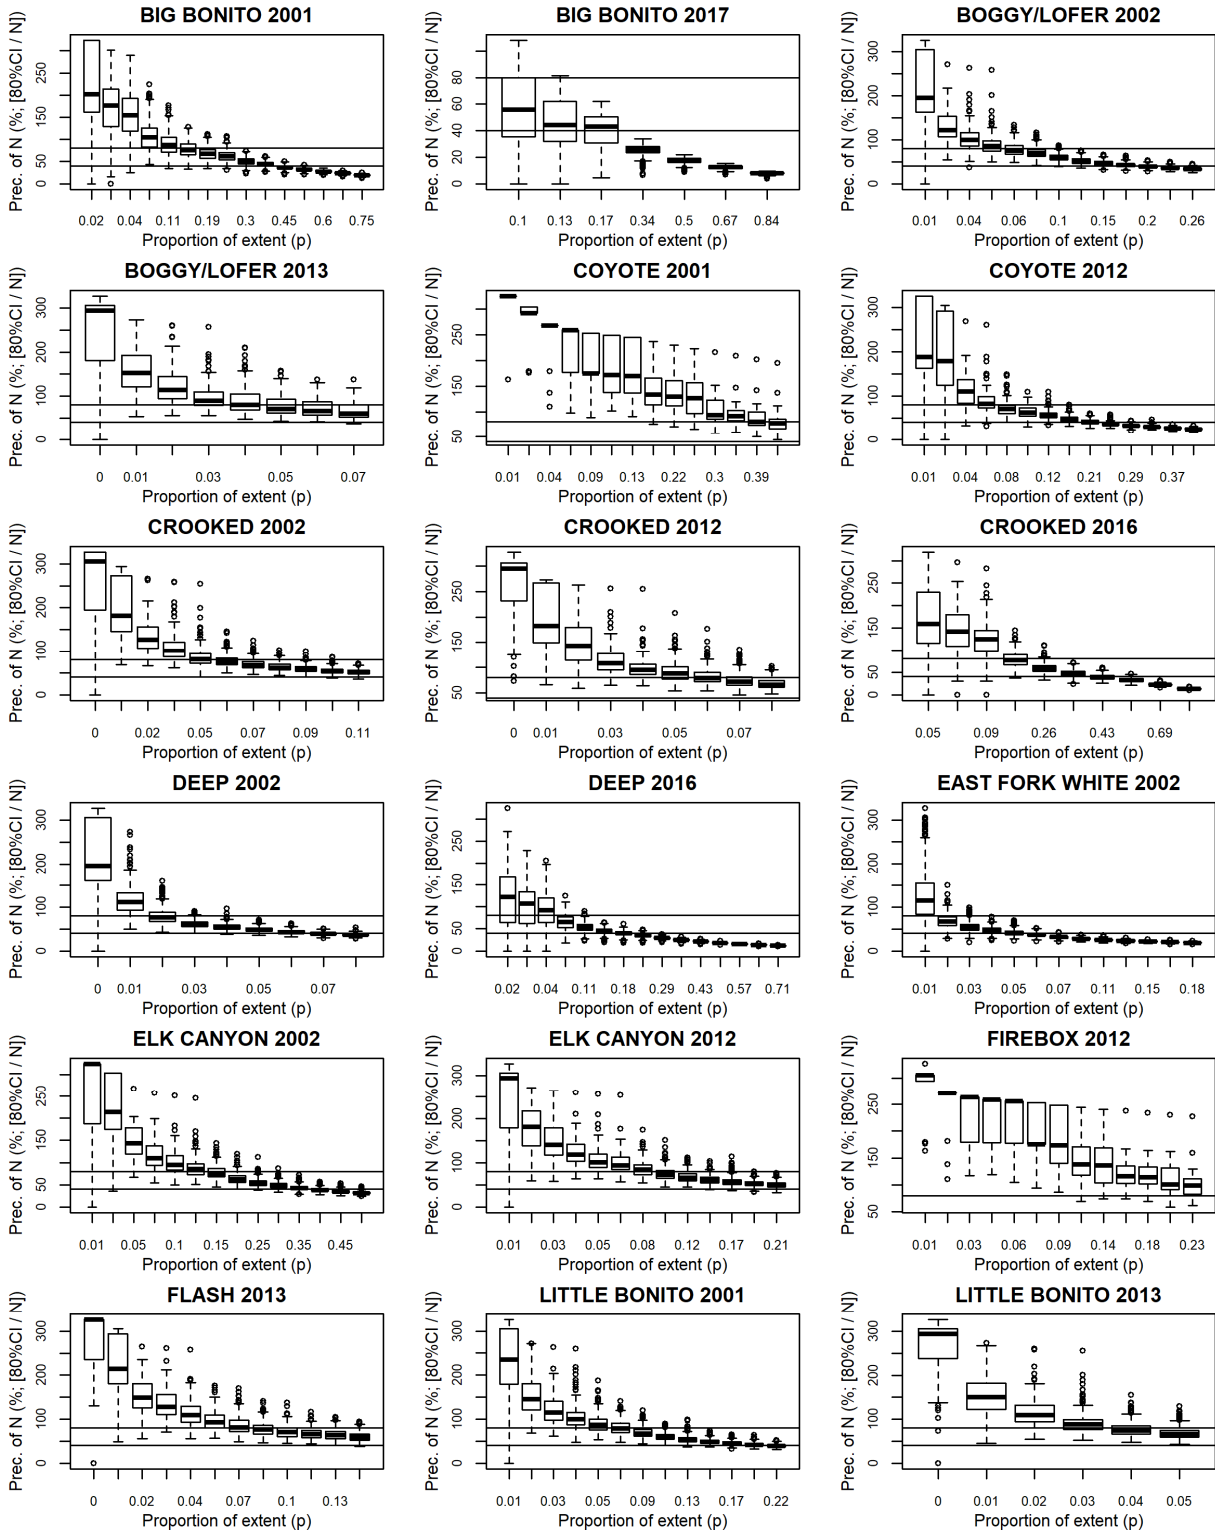 BIG BONITO 2001
Prec. of N (%; [80%CI / N])
0 50 150 250
0.02 0.04 0.11 0.19 0.3 0.45 0.6 0.75
Proportion of extent (p)
BIG BONITO 2017
Prec. of N (%; [80%CI / N])
0 20 40 60 80
0.1 0.13 0.17 0.34 0.5 0.67 0.84
Proportion of extent (p)
BOGGY/LOFER 2002
Prec. of N (%; [80%CI / N])
0 100 200 300
0.01 0.04 0.06 0.1 0.15 0.2 0.26
Proportion of extent (p)
BOGGY/LOFER 2013
Prec. of N (%; [80%CI / N])
0 100 200 300
0 0.01 0.03 0.05 0.07
Proportion of extent (p)
COYOTE 2001
Prec. of N (%; [80%CI / N])
50 150 250
0.01 0.04 0.09 0.13 0.22 0.3 0.39
Proportion of extent (p)
COYOTE 2012
Prec. of N (%; [80%CI / N])
0 100 200 300
0.01 0.04 0.08 0.12 0.21 0.29 0.37
Proportion of extent (p)
CROOKED 2002
Prec. of N (%; [80%CI / N])
0 100 200 300
0 0.02 0.05 0.07 0.09 0.11
Proportion of extent (p)
CROOKED 2012
Prec. of N (%; [80%CI / N])
50 150 250
0 0.01 0.03 0.05 0.07
Proportion of extent (p)
CROOKED 2016
Prec. of N (%; [80%CI / N])
0 100 200 300
0.05 0.09 0.26 0.43 0.69
Proportion of extent (p)
DEEP 2002
Prec. of N (%; [80%CI / N])
0 100 200 300
0 0.01 0.03 0.05 0.07
Proportion of extent (p)
DEEP 2016
Prec. of N (%; [80%CI / N])
0 50 150 250
0.02 0.04 0.11 0.18 0.29 0.43 0.57 0.71
Proportion of extent (p)
EAST FORK WHITE 2002
Prec. of N (%; [80%CI / N])
0 100 200 300
0.01 0.03 0.05 0.07 0.11 0.15 0.18
Proportion of extent (p)
ELK CANYON 2002
Prec. of N (%; [80%CI / N])
0 50 150 250
0.01 0.05 0.1 0.15 0.25 0.35 0.45
Proportion of extent (p)
ELK CANYON 2012
Prec. of N (%; [80%CI / N])
0 100 200 300
0.01 0.03 0.05 0.08 0.12 0.17 0.21
Proportion of extent (p)
FIREBOX 2012
Prec. of N (%; [80%CI / N])
50 150 250
0.01 0.03 0.06 0.09 0.14 0.18 0.23
Proportion of extent (p)
FLASH 2013
Prec. of N (%; [80%CI / N])
0 100 200 300
0 0.02 0.04 0.07 0.1 0.13
Proportion of extent (p)
LITTLE BONITO 2001
Prec. of N (%; [80%CI / N])
0 100 200 300
0.01 0.03 0.05 0.09 0.13 0.17 0.22
Proportion of extent (p)
LITTLE BONITO 2013
Prec. of N (%; [80%CI / N])
0 100 200 300
0 0.01 0.02 0.03 0.04 0.05
Proportion of extent (p)